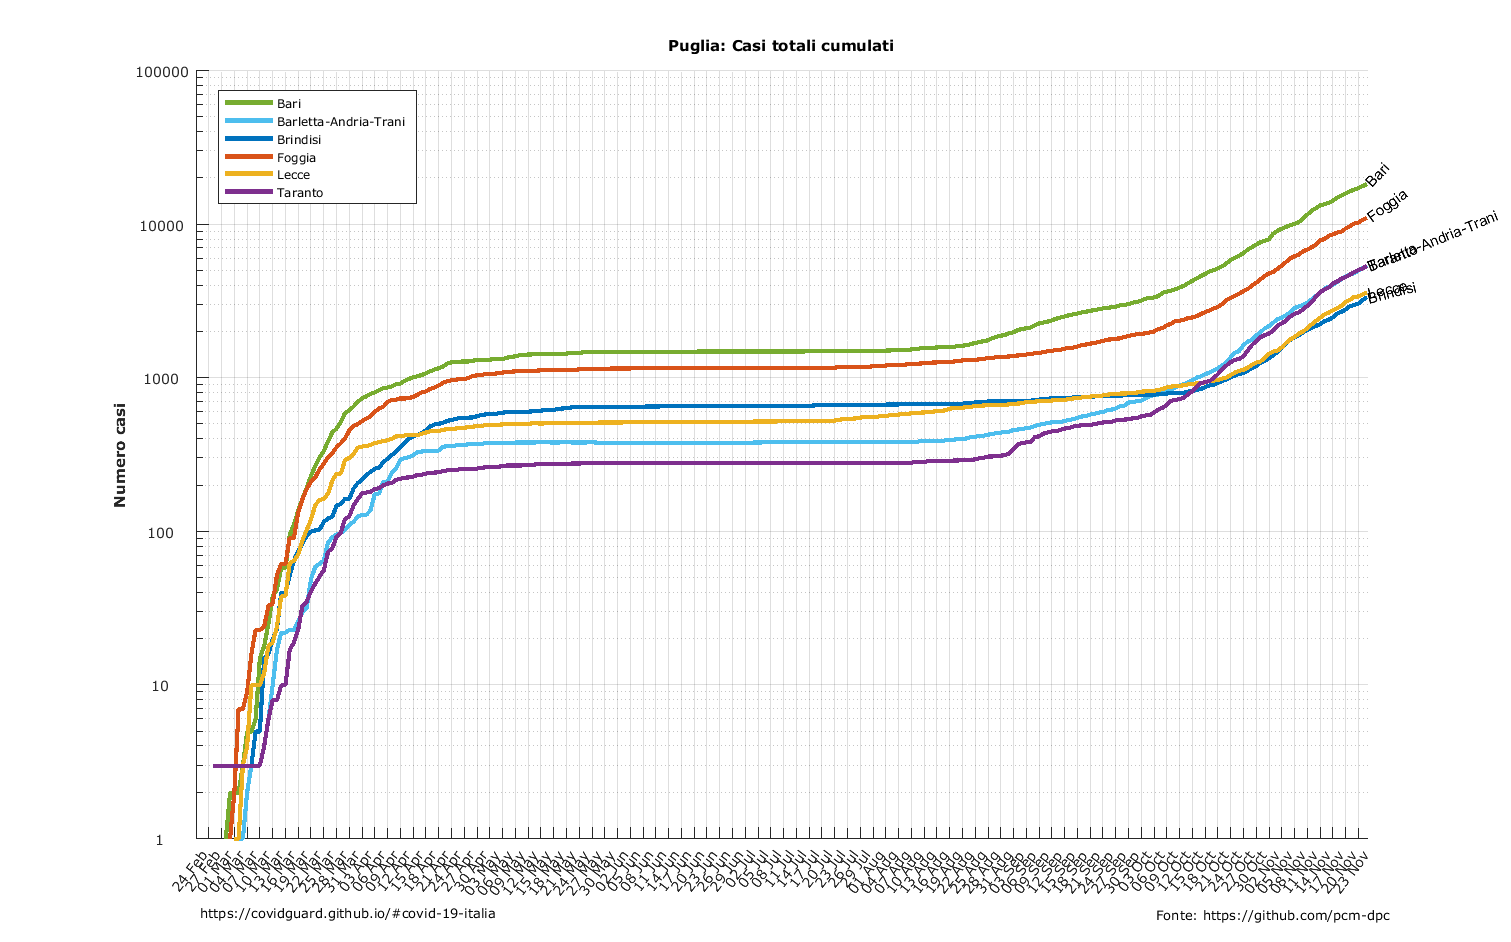 Puglia: Casi totali cumulati
Numero casi
100000
10000
1000
100
10
1
Bari
Barletta-Andria-Trani
Brindisi
Foggia
Lecce
Taranto
Bari
Foggia
Barletta-Andria-Trani
Taranto
Lecce
Brindisi
24 Feb
27 Feb
01 Mar
04 Mar
07 Mar
10 Mar
13 Mar
16 Mar
19 Mar
22 Mar
25 Mar
28 Mar
31 Mar
03 Apr
06 Apr
09 Apr
12 Apr
15 Apr
18 Apr
21 Apr
24 Apr
27 Apr
30 Apr
03 May
06 May
09 May
12 May
15 May
18 May
21 May
24 May
27 May
30 May
02 Jun
05 Jun
08 Jun
11 Jun
14 Jun
17 Jun
20 Jun
23 Jun
26 Jun
29 Jun
02 Jul
05 Jul
08 Jul
11 Jul
14 Jul
17 Jul
20 Jul
23 Jul
26 Jul
29 Jul
01 Aug
04 Aug
07 Aug
10 Aug
13 Aug
16 Aug
19 Aug
22 Aug
25 Aug
28 Aug
31 Aug
03 Sep
06 Sep
09 Sep
12 Sep
15 Sep
18 Sep
21 Sep
24 Sep
27 Sep
30 Sep
03 Oct
06 Oct
09 Oct
12 Oct
15 Oct
18 Oct
21 Oct
24 Oct
27 Oct
30 Oct
02 Nov
05 Nov
08 Nov
11 Nov
14 Nov
17 Nov
20 Nov
23 Nov
https://covidguard.github.io/#covid-19-italia
Fonte: https://github.com/pcm-dpc